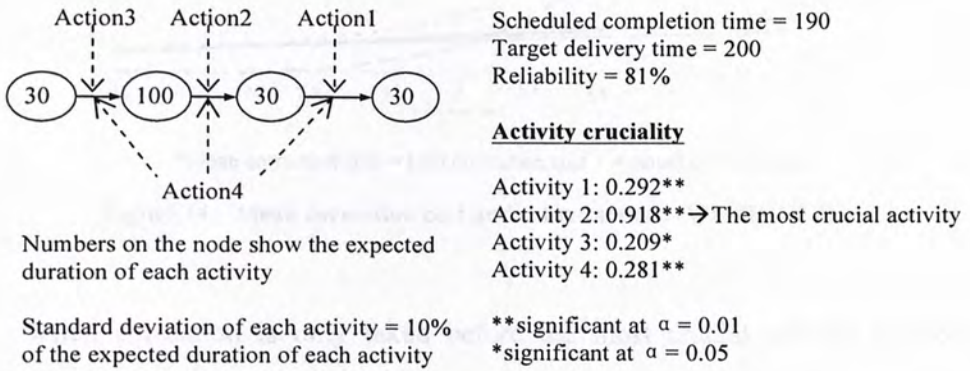 Action3 Action2 Action1
30 100 30 30
Action4
Numbers on the node show the expected
duration of each activity
Standard deviation of each activity = 10%
of the expected duration of each activity
Scheduled completion time = 190
Target delivery time = 200
Reliability = 81%
Activity cruciality
Activity 1: 0.292**
Activity 2: 0.918**→The most crucial activity
Activity 3: 0.209*
Activity 4: 0.281**
**significant at α = 0.01
*significant at α = 0.05